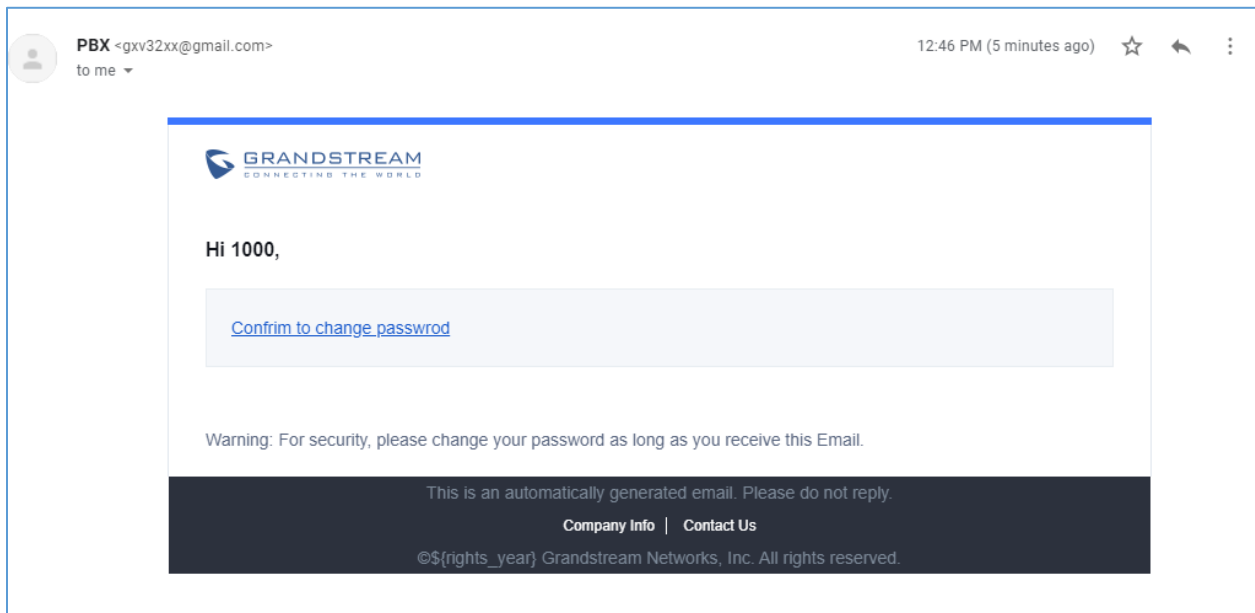 PBX <gxv32xx@gmail.com>
12:46 PM (5 minutes ago)
to me
GRANDSTREAM
CONNECTING THE WORLD
Hi 1000,
Confrim to change passwrod
Warning: For security, please change your password as long as you receive this Email.
This is an automatically generated email. Please do not reply.
Company Info | Contact Us
©${rights_year} Grandstream Networks, Inc. All rights reserved.